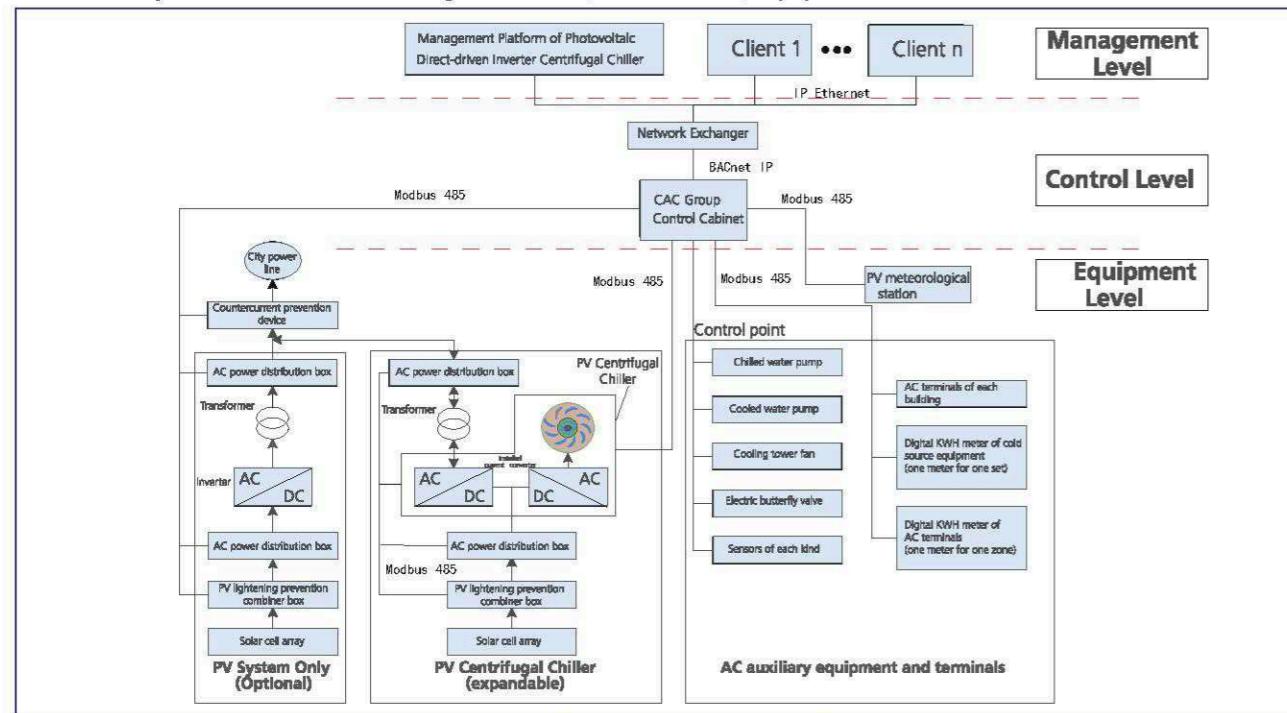 Management Platform of Photovoltaic
Direct-driven Inverter Centrifugal Chiller
Client 1
Client n
Management
Level
IP Ethernet
Network Exchanger
BACnet IP
Control Level
Modbus 485
CAC Group
Control Cabinet
Modbus 485
City power
line
Modbus 485
Modbus 485
PV meteorological
station
Equipment
Level
Countercurrent prevention
device
Control point
AC power distribution box
AC power distribution box
PV Centrifugal
Chiller
Chilled water pump
Transformer
Transformer
AC terminals of each
building
Cooled water pump
Digital KWH meter of cold
source equipment
(one meter for one set)
Cooling tower fan
Inverter
AC
DC
AC
DC
AC
DC
Electric butterfly valve
Digital KWH meter of
AC terminals
(one meter for one zone)
AC power distribution box
AC power distribution box
Sensors of each kind
Modbus 485
PV lightening prevention
combiner box
PV lightening prevention
combiner box
Solar cell array
Solar cell array
PV System Only
(Optional)
PV Centrifugal Chiller
(expandable)
AC auxiliary equipment and terminals